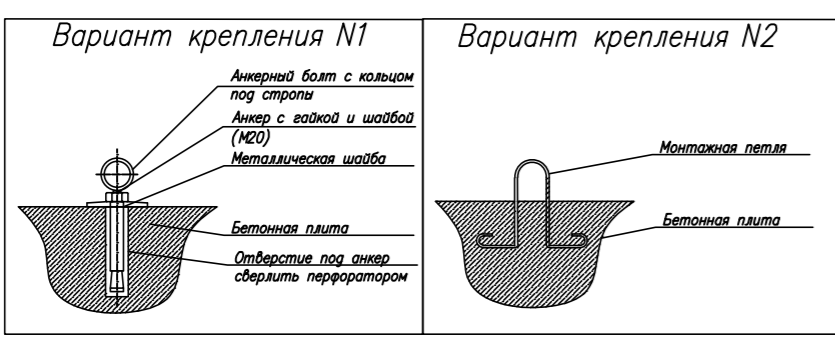 Вариант крепления N1
Анкерный болт с кольцом
под стропы
Анкер с гайкой и шайбой
(М20)
Металлическая шайба
Бетонная плита
Отверстие под анкер
сверлить перфоратором
Вариант крепления N2
Монтажная петля
Бетонная плита